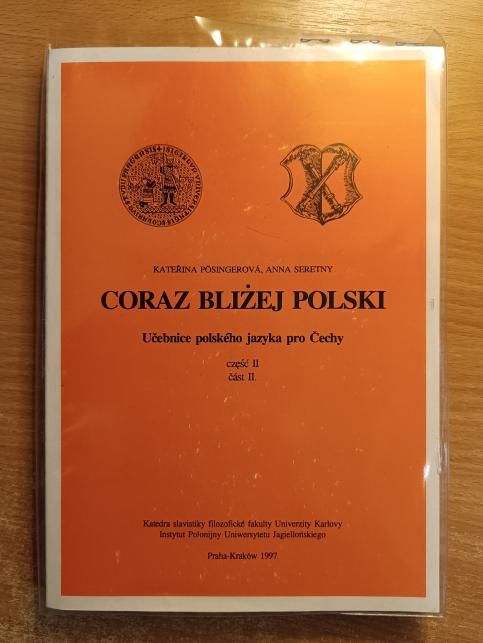 KATEŘINA PÖSINGEROVÁ, ANNA SERETNY
CORAZ BLIŻEJ POLSKI
Učebnice polského jazyka pro Čechy
część II
část II.
Katedra slavistiky filozofické fakulty Univerzity Karlovy
Instytut Polonijny Uniwersytetu Jagiellońskiego
Praha-Kraków 1997